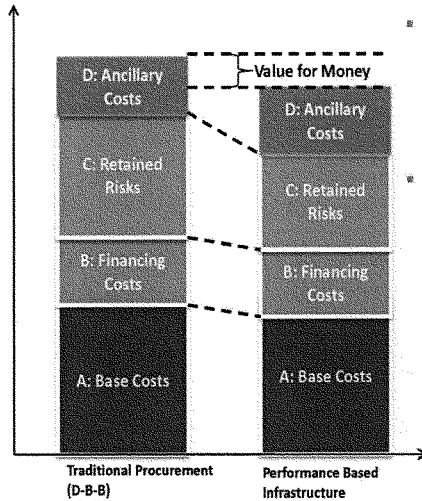 Value for Money
D: Ancillary
Costs
C: Retained
Risks
B: Financing
Costs
A: Base Costs
D: Ancillary
Costs
C: Retained
Risks
B: Financing
Costs
A: Base Costs
Traditional Procurement
(D-B-B)
Performance Based
Infrastructure